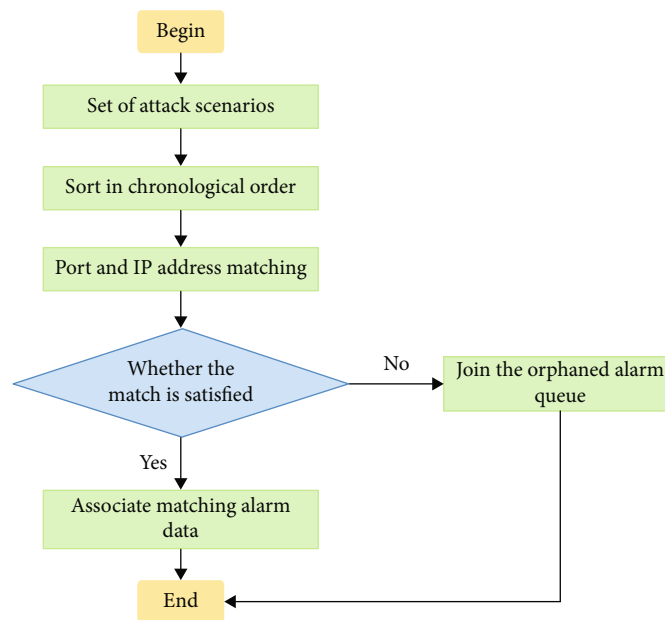 Begin
Set of attack scenarios
Sort in chronological order
Port and IP address matching
Whether the
match is satisfied
No
Join the orphaned alarm
queue
Yes
Associate matching alarm
data
End